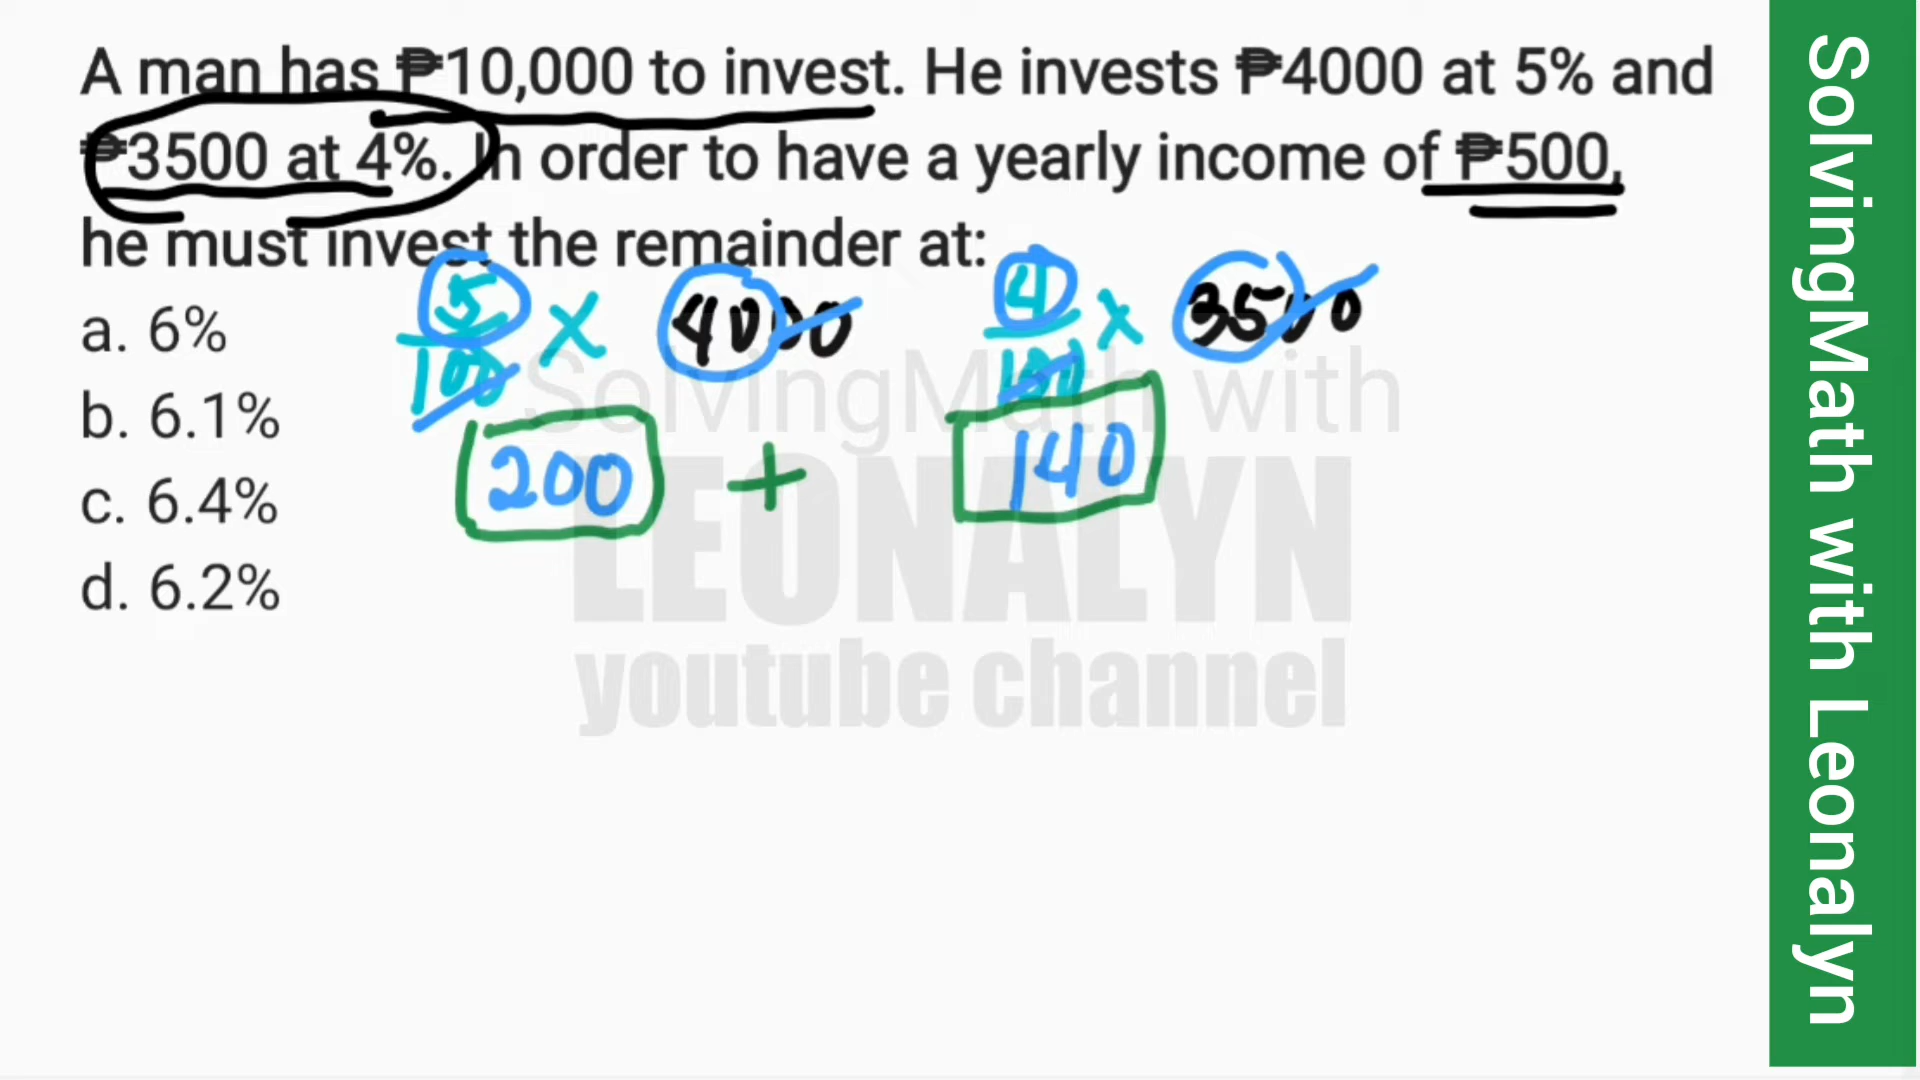 A man has ₱10,000 to invest. He invests ₱4000 at 5% and
₱3500 at 4%. In order to have a yearly income of ₱500,
he must invest the remainder at:
a. 6%
b. 6.1%
c. 6.4%
d. 6.2%
5/100 × 4000 4/100 × 3500
200 + 140
SolvingMath with
LEONALYN
youtube channel
SolvingMath with Leonalyn